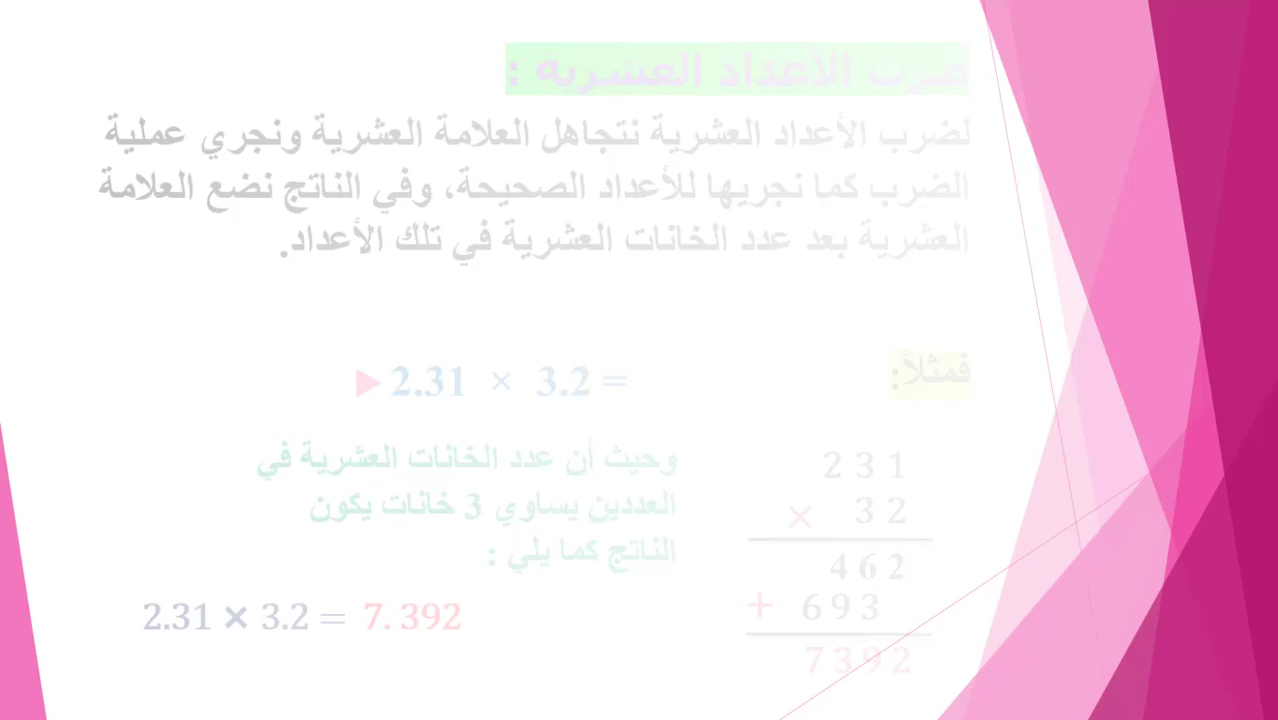 ضرب الأعداد العشرية :
لضرب الأعداد العشرية نتجاهل العلامة العشرية ونجري عملية
الضرب كما نجريها للأعداد الصحيحة، وفي الناتج نضع العلامة
العشرية بعد عدد الخانات العشرية في تلك الأعداد.
فمثلاً:
2.31 × 3.2 =
2 3 1
× 3 2
4 6 2
+ 6 9 3
7 3 9 2
وحيث أن عدد الخانات العشرية في
العددين يساوي 3 خانات يكون
الناتج كما يلي :
2.31 × 3.2 = 7. 392